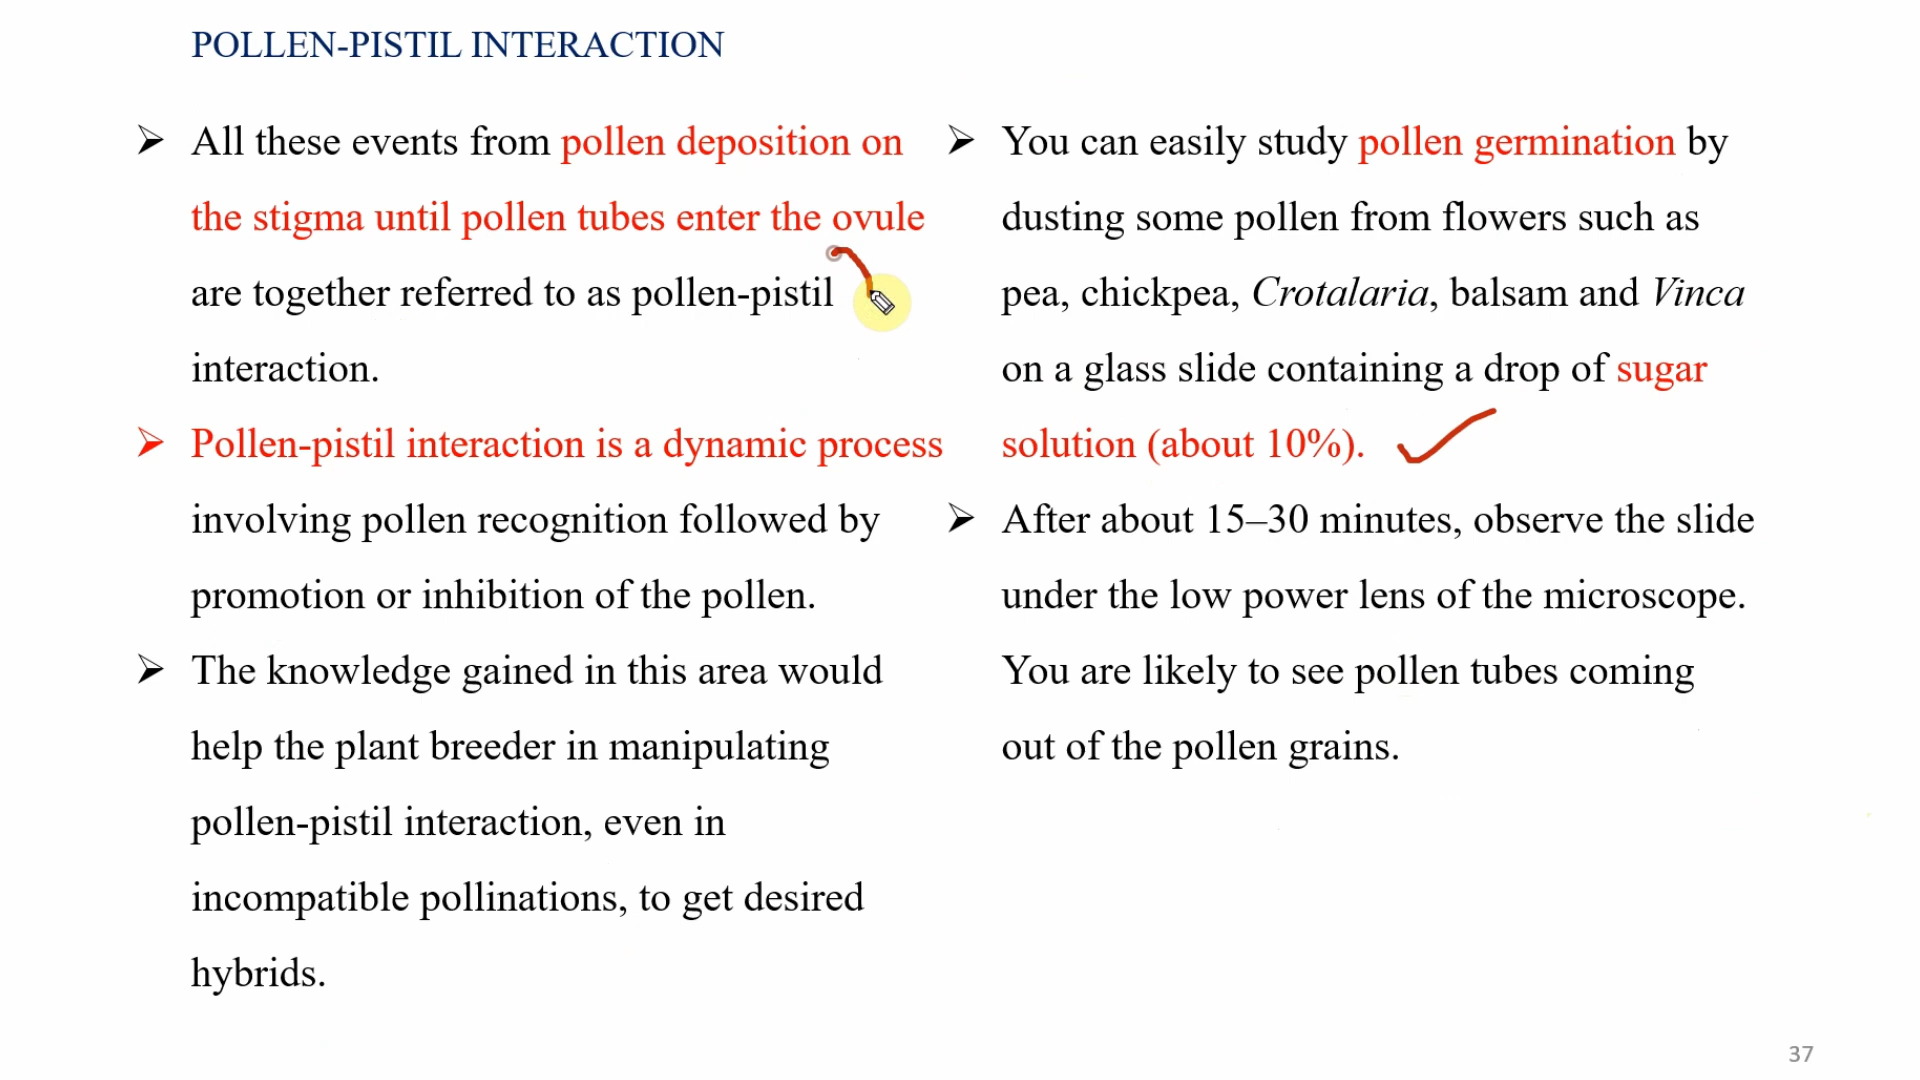 POLLEN-PISTIL INTERACTION
➢ All these events from pollen deposition on
the stigma until pollen tubes enter the ovule
are together referred to as pollen-pistil
interaction.
➢ Pollen-pistil interaction is a dynamic process
involving pollen recognition followed by
promotion or inhibition of the pollen.
➢ The knowledge gained in this area would
help the plant breeder in manipulating
pollen-pistil interaction, even in
incompatible pollinations, to get desired
hybrids.
➢ You can easily study pollen germination by
dusting some pollen from flowers such as
pea, chickpea, Crotalaria, balsam and Vinca
on a glass slide containing a drop of sugar
solution (about 10%).
➢ After about 15–30 minutes, observe the slide
under the low power lens of the microscope.
You are likely to see pollen tubes coming
out of the pollen grains.
37